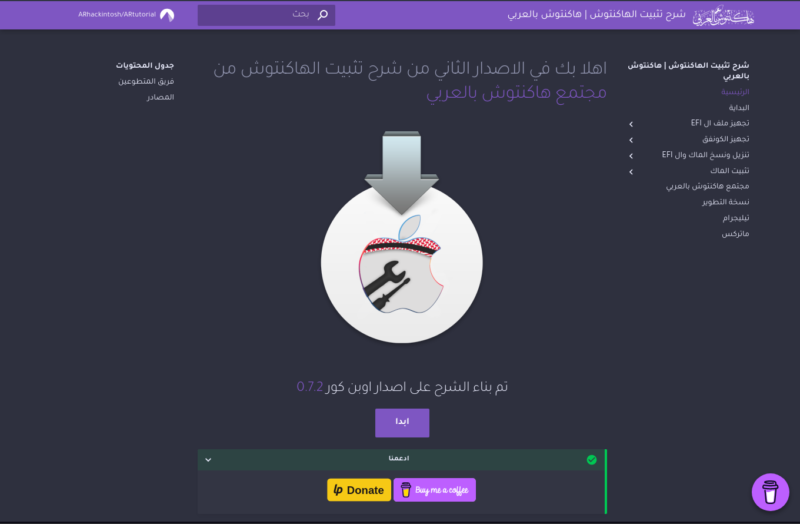 هاكنتوش بالعربي
شرح تثبيت الهاكنتوش | هاكنتوش بالعربي
بحث
ARhackintosh/ARtutorial
شرح تثبيت الهاكنتوش | هاكنتوش
بالعربي
الرئيسية
البداية
تجهيز ملف ال EFI
تجهيز الكونفق
تنزيل ونسخ الماك وال EFI
تثبيت الماك
مجتمع هاكنتوش بالعربي
نسخة التطوير
تيليجرام
ماتركس
اهلا بك في الاصدار الثاني من شرح تثبيت الهاكنتوش من
مجتمع هاكنتوش بالعربي
تم بناء الشرح على اصدار اوبن كور 0.7.2
ابدا
ادعمنا
Donate
Buy me a coffee
جدول المحتويات
فريق المتطوعين
المصادر